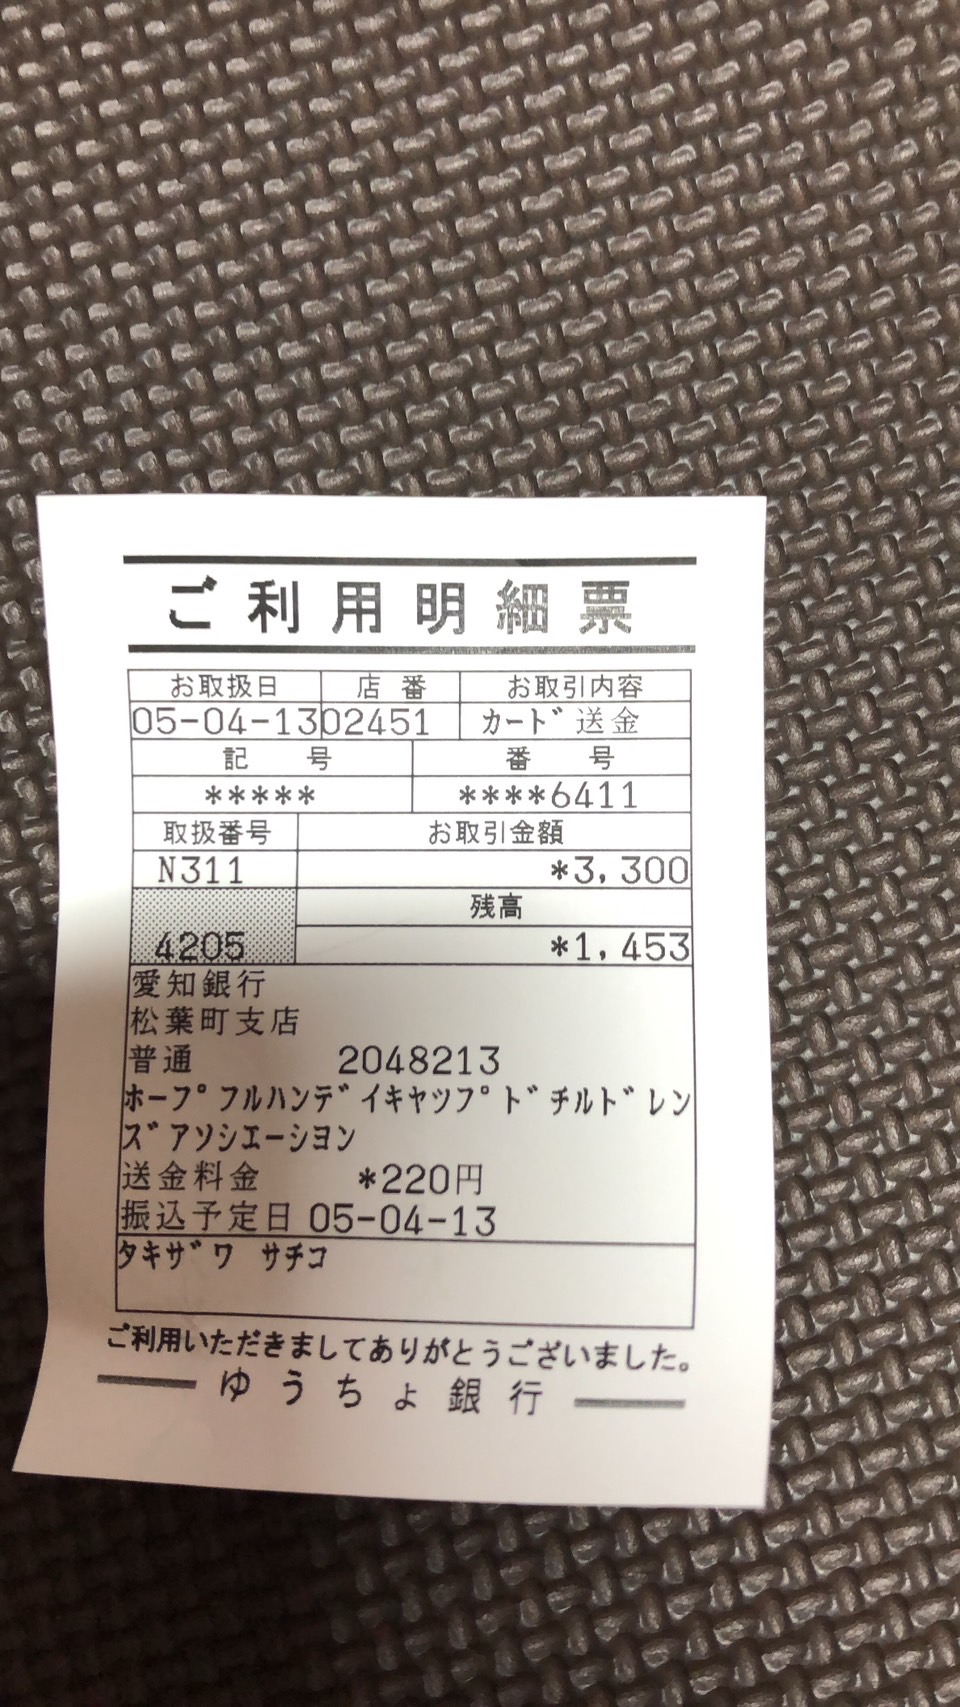 ご利用明細票
お取扱日 店番 お取引内容
05-04-13 02451 カード送金
記号 番号
***** ****6411
取扱番号 お取引金額
N311 *3,300
残高
4205 *1,453
愛知銀行
松葉町支店
普通 2048213
ホープフルハンデイキヤツプドチルドレン
ズアソシエーシヨン
送金料金 *220円
振込予定日 05-04-13
タキザワ サチコ
ご利用いただきましてありがとうございました。
ゆうちょ銀行